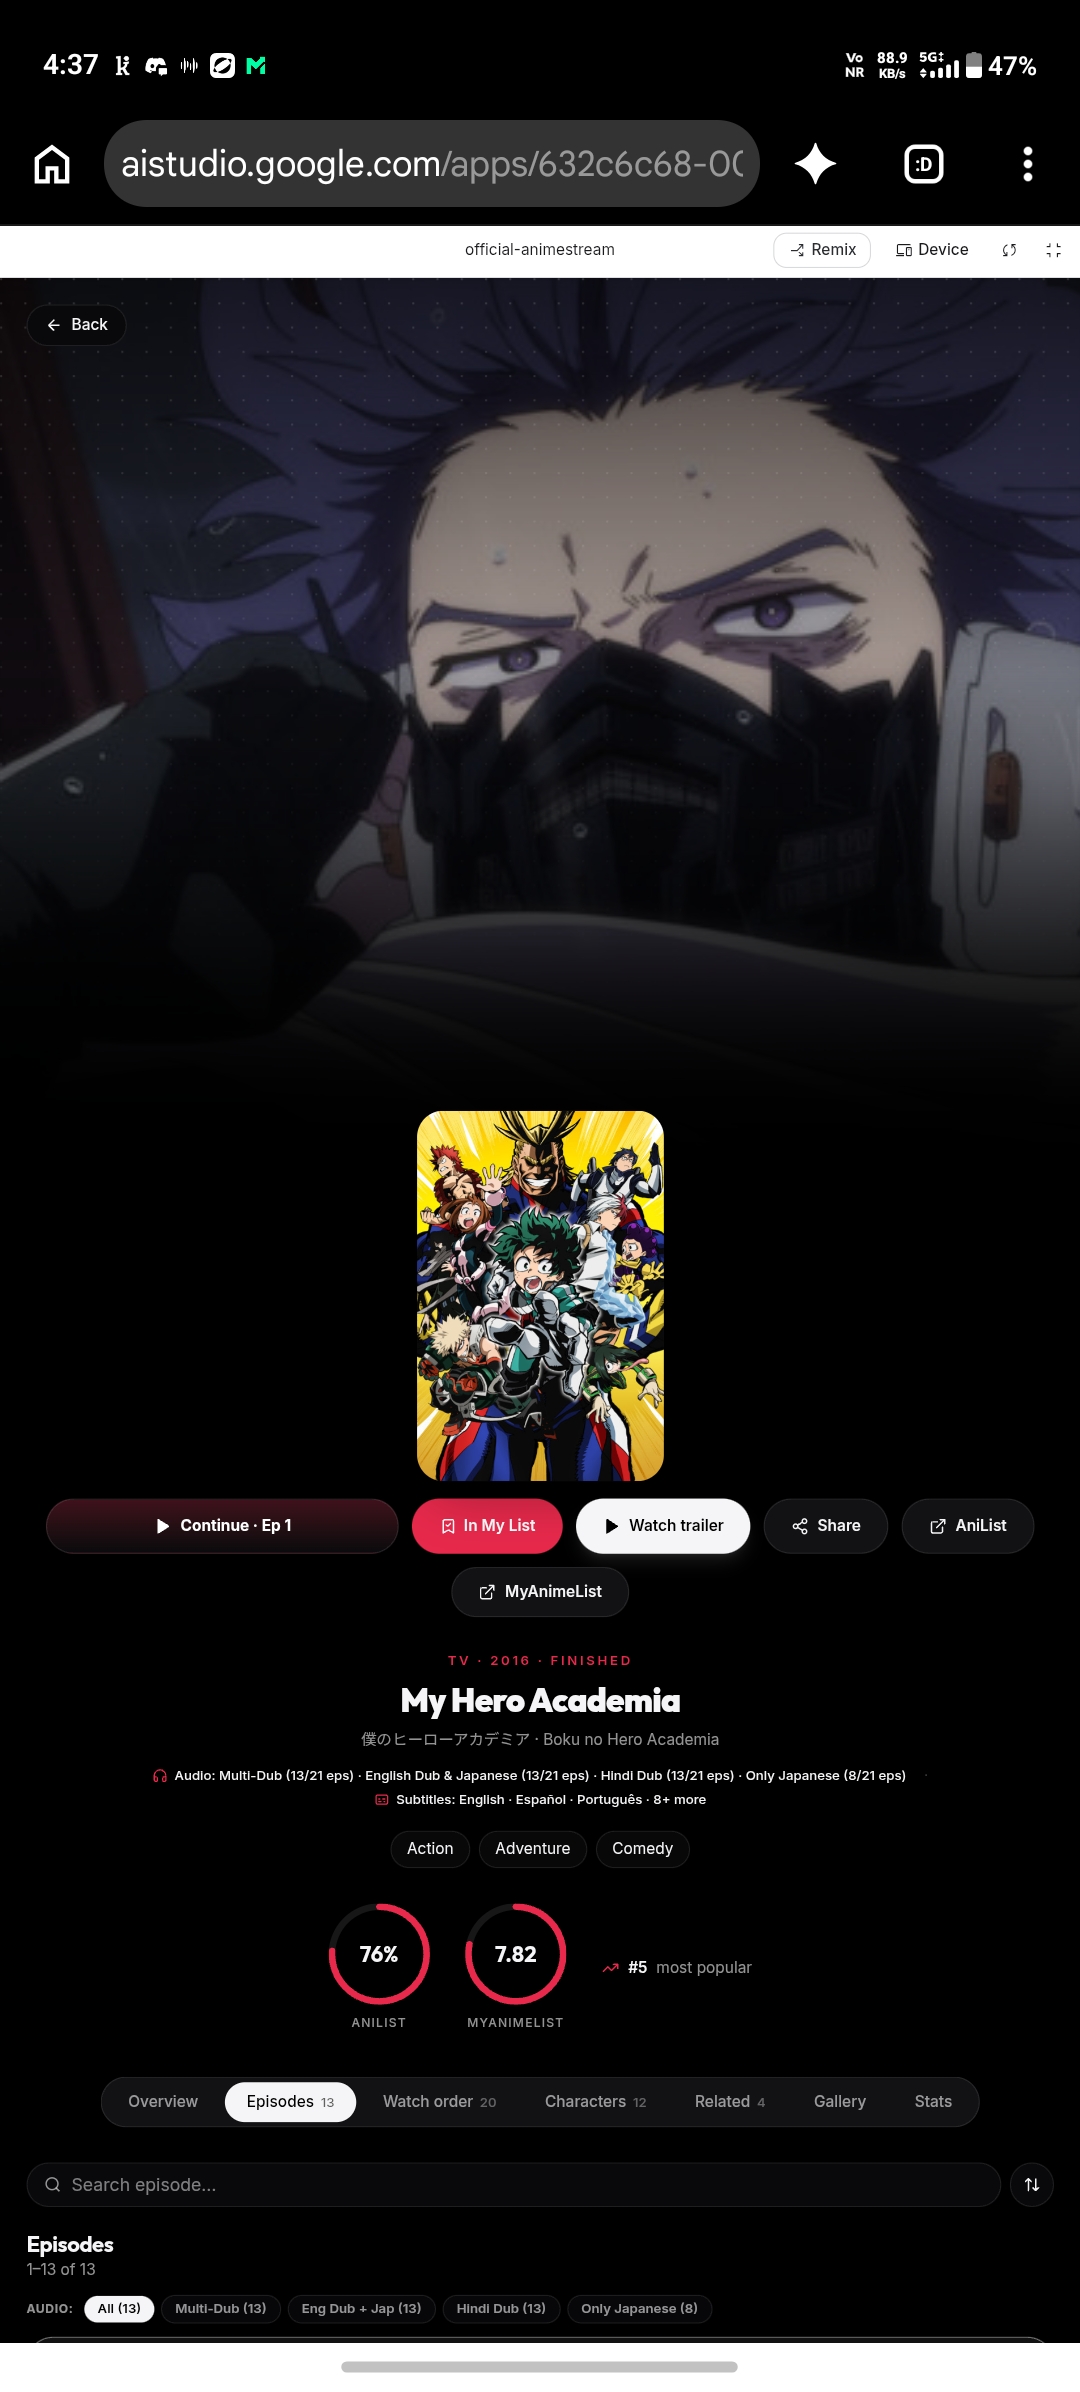 4:37
Vo NR 88.9 KB/s 5G 47%
aistudio.google.com/apps/632c6c68-00
:D
official-animestream
Remix
Device
Back
Continue · Ep 1
In My List
Watch trailer
Share
AniList
MyAnimeList
TV · 2016 · FINISHED
My Hero Academia
僕のヒーローアカデミア · Boku no Hero Academia
Audio: Multi-Dub (13/21 eps) · English Dub & Japanese (13/21 eps) · Hindi Dub (13/21 eps) · Only Japanese (8/21 eps) ·
Subtitles: English · Español · Português · 8+ more
Action
Adventure
Comedy
76%
7.82
#5 most popular
ANILIST
MYANIMELIST
Overview
Episodes 13
Watch order 20
Characters 12
Related 4
Gallery
Stats
Search episode...
Episodes
1–13 of 13
AUDIO:
All (13)
Multi-Dub (13)
Eng Dub + Jap (13)
Hindi Dub (13)
Only Japanese (8)